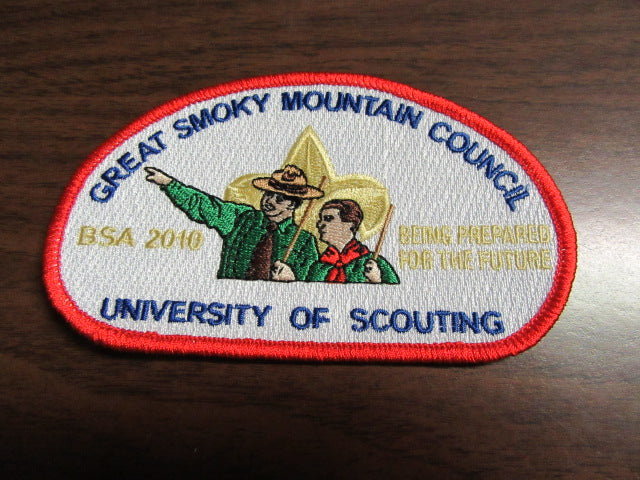 GREAT SMOKY MOUNTAIN COUNCIL
BSA 2010
BEING PREPARED
FOR THE FUTURE
UNIVERSITY OF SCOUTING